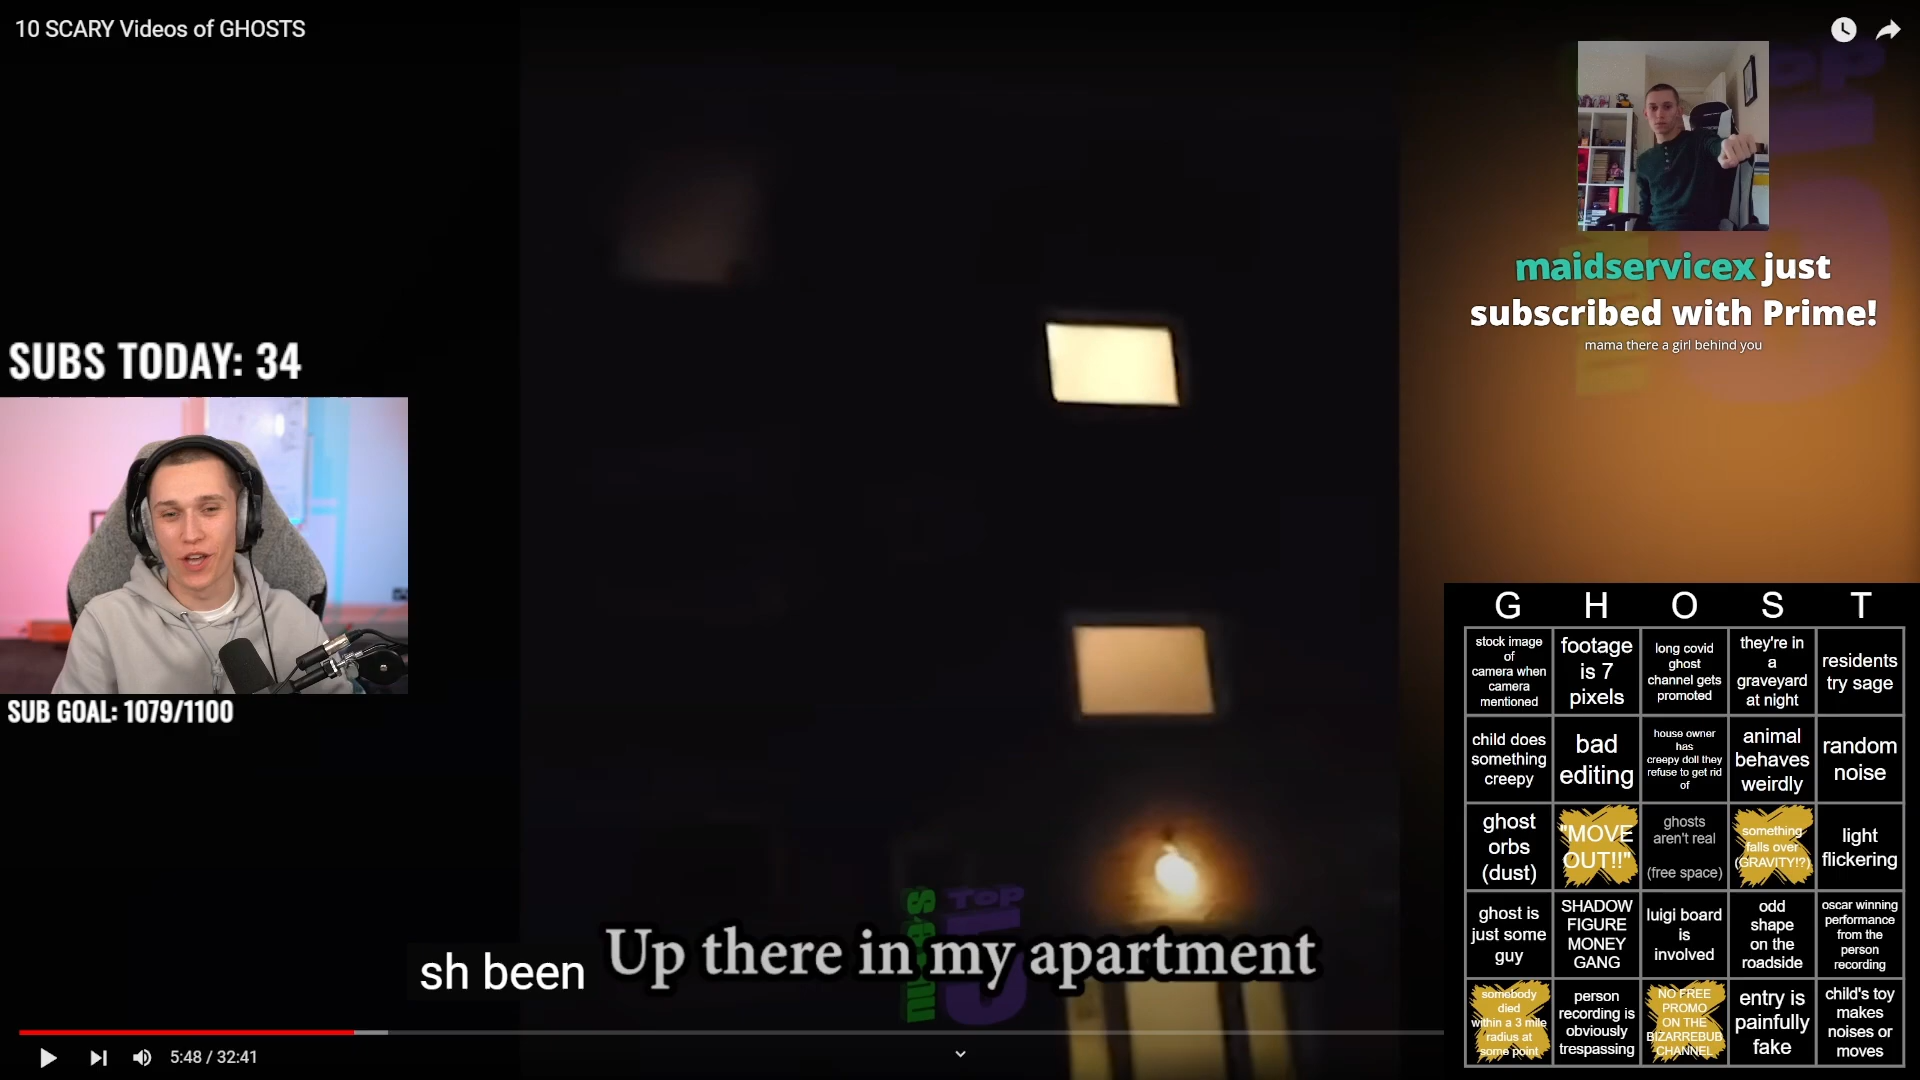 10 SCARY Videos of GHOSTS
maidservicex just
subscribed with Prime!
mama there a girl behind you
SUBS TODAY: 34
SUB GOAL: 1079/1100
G H O S T
stock image
of
camera when
camera
mentioned
footage
is 7
pixels
long covid
ghost
channel gets
promoted
they're in
a
graveyard
at night
residents
try sage
child does
something
creepy
bad
editing
house owner
has
creepy doll they
refuse to get rid
of
animal
behaves
weirdly
random
noise
ghost
orbs
(dust)
"MOVE
OUT!!"
ghosts
aren't real
(free space)
something
falls over
(GRAVITY!?)
light
flickering
ghost is
just some
guy
SHADOW
FIGURE
MONEY
GANG
luigi board
is
involved
odd
shape
on the
roadside
oscar winning
performance
from the
person
recording
somebody
died
within a 3 mile
radius at
some point
person
recording is
obviously
trespassing
NO FREE
PROMO
ON THE
BIZARREBUB
CHANNEL
entry is
painfully
fake
child's toy
makes
noises or
moves
Up there in my apartment
sh been
5:48 / 32:41